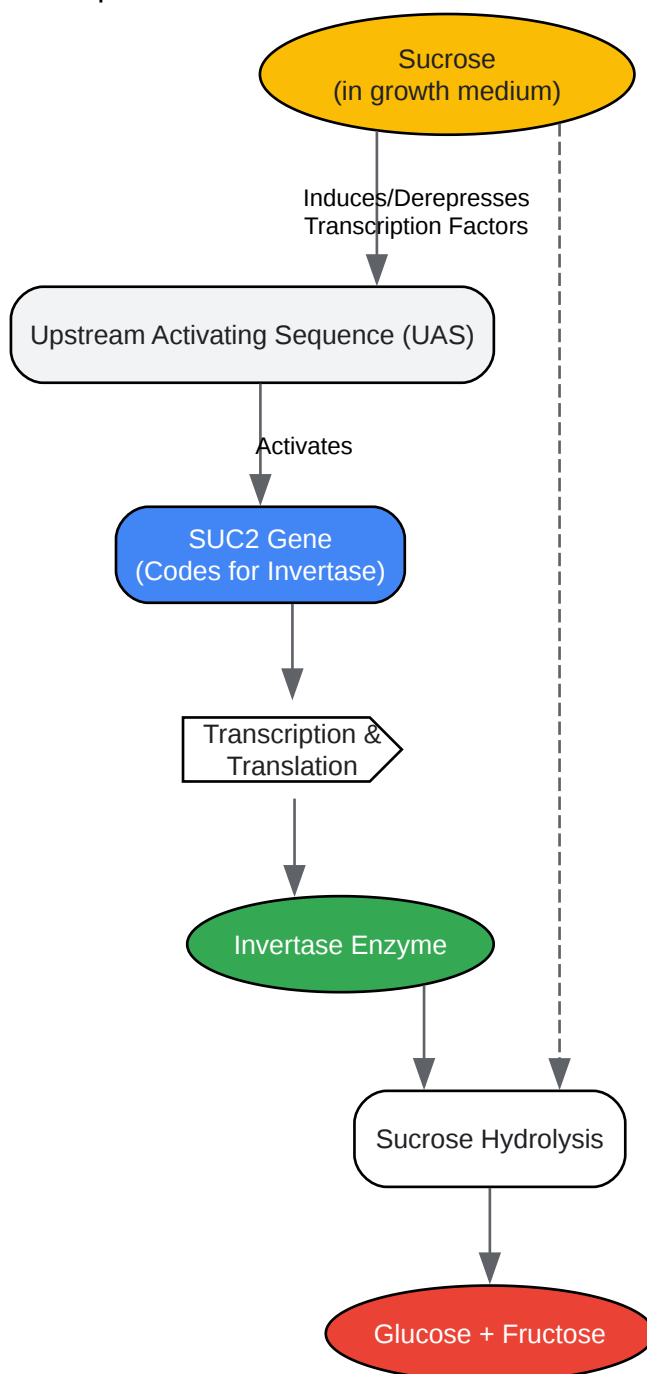 Sucrose
(in growth medium)
Induces/Derepresses
Transcription Factors
Upstream Activating Sequence (UAS)
Activates
SUC2 Gene
(Codes for Invertase)
Transcription &
Translation
Invertase Enzyme
Sucrose Hydrolysis
Glucose + Fructose